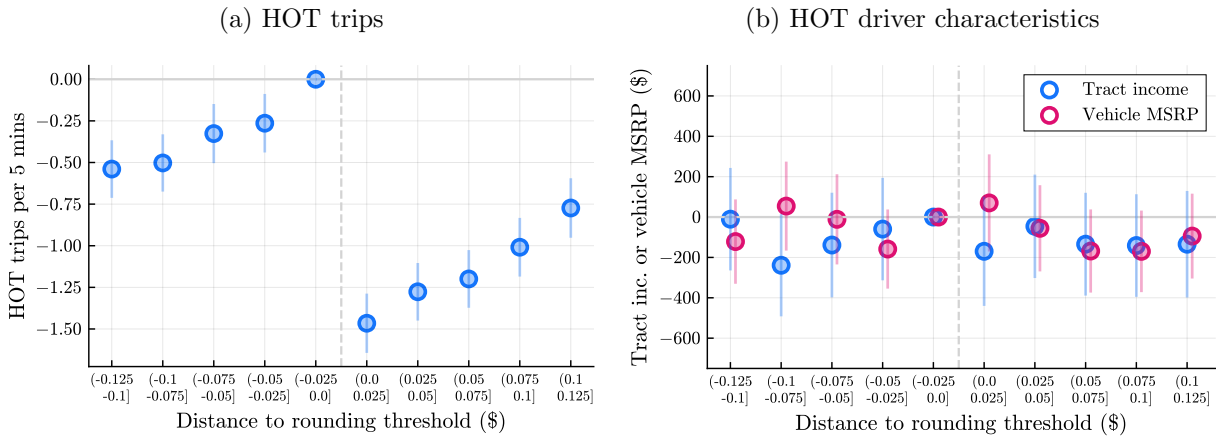 (a) HOT trips
HOT trips per 5 mins
0.00
−0.25
−0.50
−0.75
−1.00
−1.25
−1.50
(-0.125 (-0.1 (-0.075 (-0.05 (-0.025 (0.0 (0.025 (0.05 (0.075 (0.1
-0.1] -0.075] -0.05] -0.025] 0.0] 0.025] 0.05] 0.075] 0.1] 0.125]
Distance to rounding threshold ($)
(b) HOT driver characteristics
Tract inc. or vehicle MSRP ($)
600
400
200
0
−200
−400
−600
Tract income
Vehicle MSRP
(-0.125 (-0.1 (-0.075 (-0.05 (-0.025 (0.0 (0.025 (0.05 (0.075 (0.1
-0.1] -0.075] -0.05] -0.025] 0.0] 0.025] 0.05] 0.075] 0.1] 0.125]
Distance to rounding threshold ($)